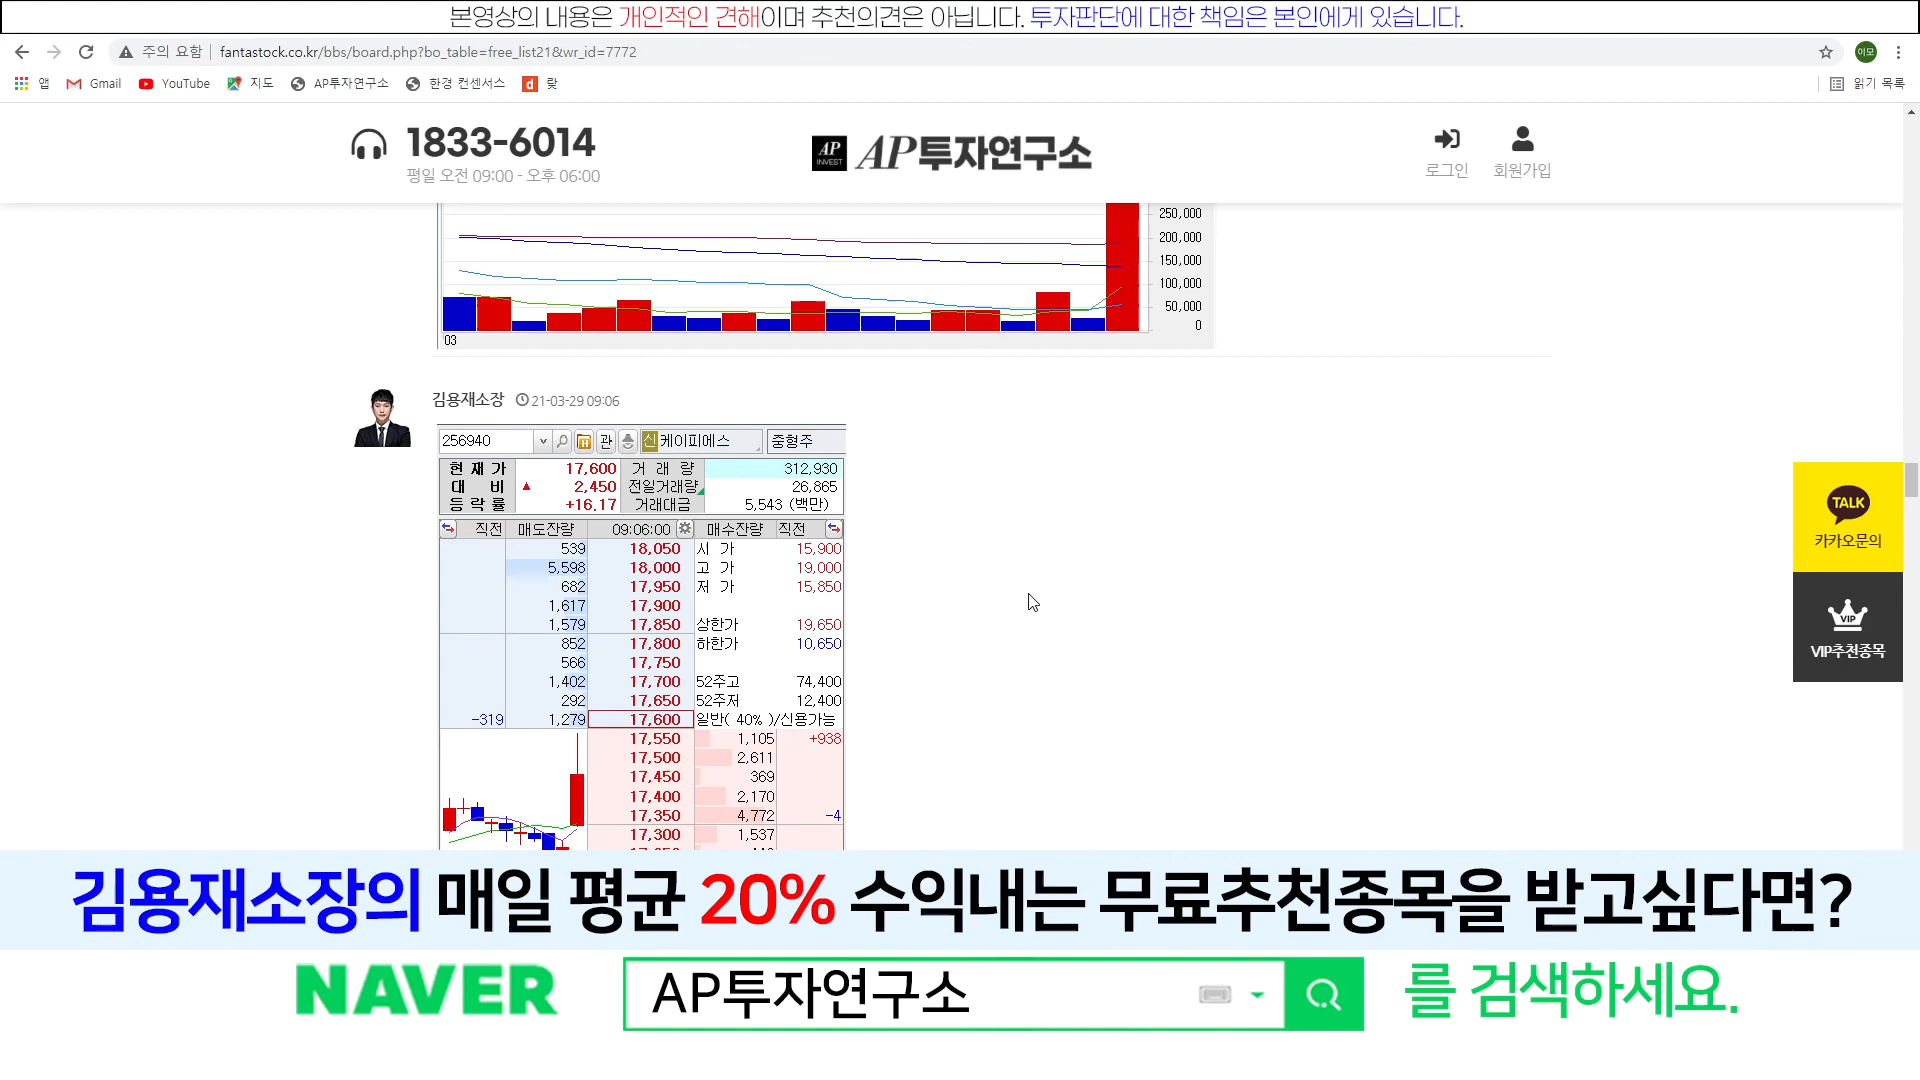 본영상의 내용은 개인적인 견해이며 추천의견은 아닙니다. 투자판단에 대한 책임은 본인에게 있습니다.
주의 요함 | fantastock.co.kr/bbs/board.php?bo_table=free_list21&wr_id=7772 이모
앱 Gmail YouTube 지도 AP투자연구소 한경 컨센서스 d 랒 읽기 목록
1833-6014
평일 오전 09:00 - 오후 06:00
AP INVEST AP투자연구소
로그인 회원가입
250,000
200,000
150,000
100,000
50,000
0
03
김용재소장 21-03-29 09:06
256940 관 신 케이피에스 중형주
현재가 17,600 거래량 312,930
대비 ▲ 2,450 전일거래량 26,865
등락률 +16.17 거래대금 5,543 (백만)
직전 매도잔량 09:06:00 매수잔량 직전
539 18,050 시 가 15,900
5,598 18,000 고 가 19,000
682 17,950 저 가 15,850
1,617 17,900
1,579 17,850 상한가 19,650
852 17,800 하한가 10,650
566 17,750
1,402 17,700 52주고 74,400
292 17,650 52주저 12,400
-319 1,279 17,600 일반( 40% )/신용가능
17,550 1,105 +938
17,500 2,611
17,450 369
17,400 2,170
17,350 4,772 -4
17,300 1,537
TALK
카카오문의
VIP
VIP추천종목
김용재소장의 매일 평균 20% 수익내는 무료추천종목을 받고싶다면?
NAVER AP투자연구소 를 검색하세요.